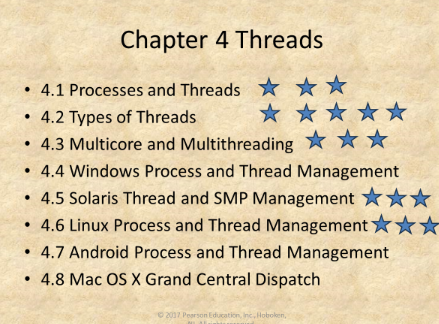 Chapter 4 Threads
• 4.1 Processes and Threads
• 4.2 Types of Threads
• 4.3 Multicore and Multithreading
• 4.4 Windows Process and Thread Management
• 4.5 Solaris Thread and SMP Management
• 4.6 Linux Process and Thread Management
• 4.7 Android Process and Thread Management
• 4.8 Mac OS X Grand Central Dispatch
© 2017 Pearson Education, Inc., Hoboken,